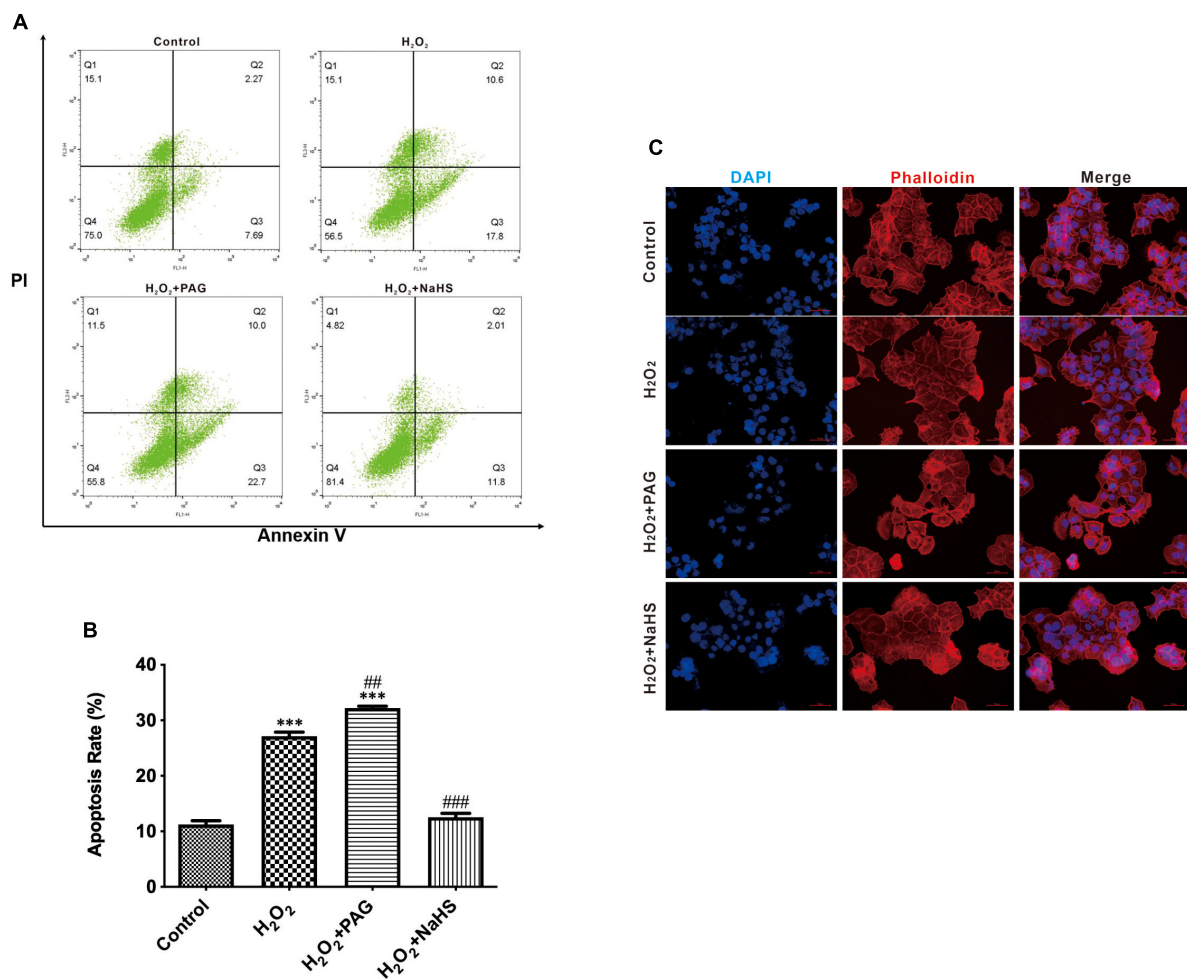 A
Control
Q1
15.1
Q2
2.27
Q4
75.0
Q3
7.69
FL1-H
H₂O₂
Q1
15.1
Q2
10.6
Q4
56.5
Q3
17.8
FL1-H
PI
H₂O₂+PAG
Q1
11.5
Q2
10.0
Q4
55.8
Q3
22.7
FL1-H
H₂O₂+NaHS
Q1
4.82
Q2
2.01
Q4
81.4
Q3
11.8
FL1-H
Annexin V
B
Apoptosis Rate (%)
40
30
20
10
0
***
##
***
###
Control
H₂O₂
H₂O₂+PAG
H₂O₂+NaHS
C
DAPI Phalloidin Merge
Control
H₂O₂
H₂O₂+PAG
H₂O₂+NaHS